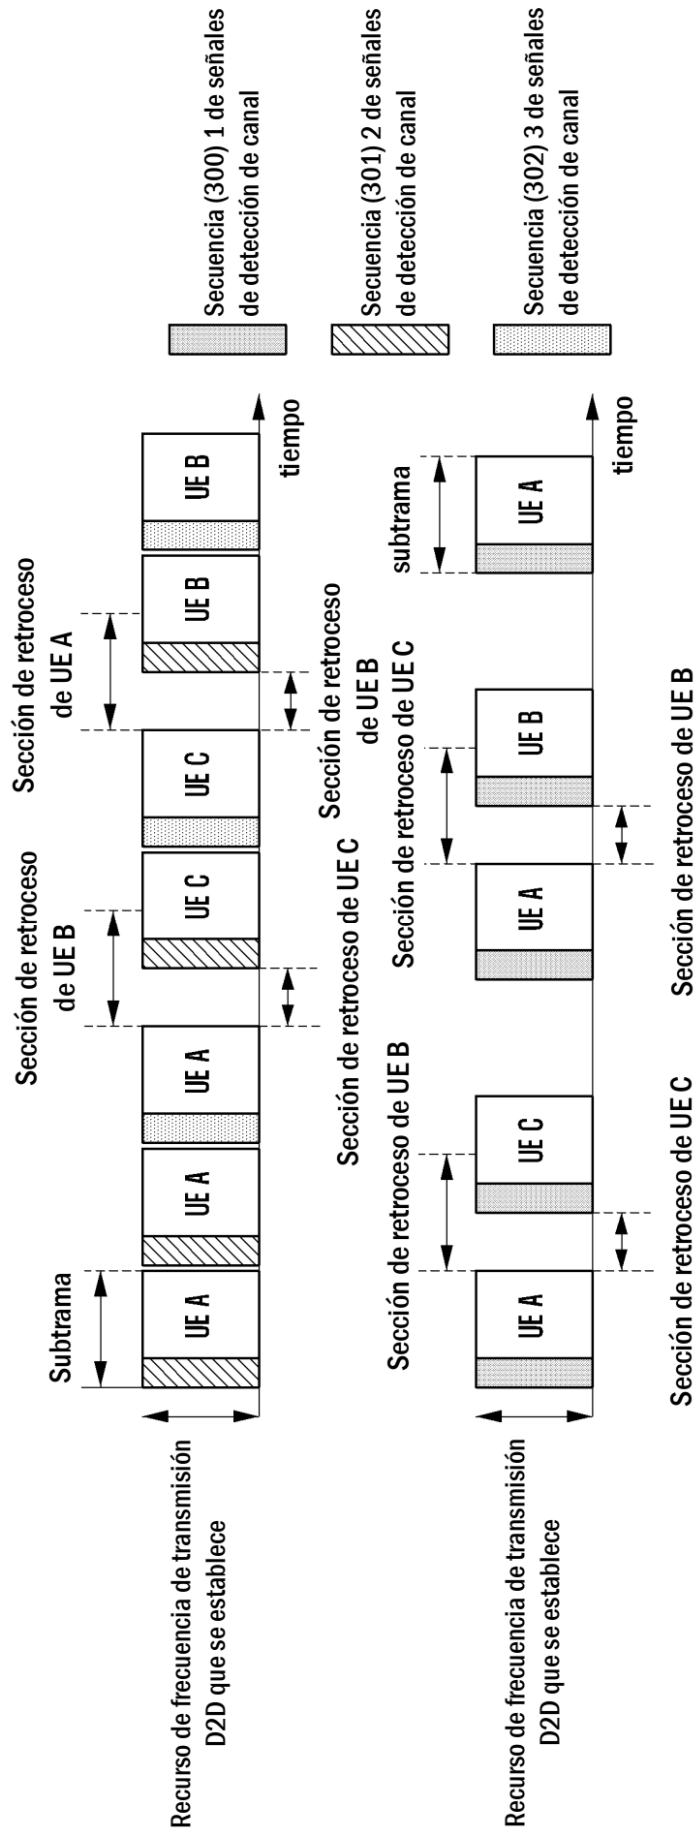 Recurso de frecuencia de transmisión
D2D que se establece
Subtrama
Sección de retroceso
de UE B
Sección de retroceso
de UE A
UE A
UE A
UE A
UE C
UE C
UE B
UE B
tiempo
Sección de retroceso de UE C
Sección de retroceso
de UE B
Recurso de frecuencia de transmisión
D2D que se establece
Sección de retroceso de UE B
Sección de retroceso de UE C
subtrama
UE A
UE C
UE A
UE B
UE A
tiempo
Sección de retroceso de UE C
Sección de retroceso de UE B
Secuencia (300) 1 de señales
de detección de canal
Secuencia (301) 2 de señales
de detección de canal
Secuencia (302) 3 de señales
de detección de canal